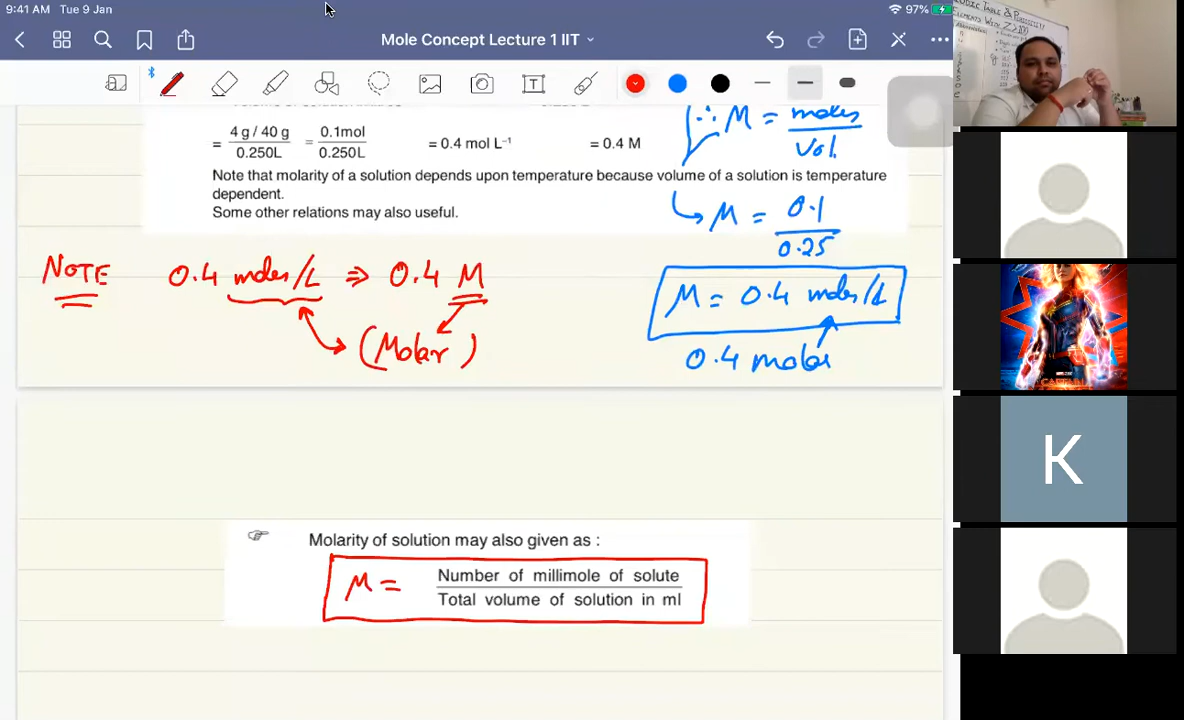 9:41 AM Tue 9 Jan
97%
Mole Concept Lecture 1 IIT
T
= 4 g / 40 g / 0.250L = 0.1mol / 0.250L = 0.4 mol L⁻¹ = 0.4 M
Note that molarity of a solution depends upon temperature because volume of a solution is temperature
dependent.
Some other relations may also useful.
∴ M = moles / Vol.
M = 0.1 / 0.25
M = 0.4 moles/L
0.4 molar
NOTE 0.4 moles/L ⇒ 0.4 M
(Molar)
Molarity of solution may also given as :
M = Number of millimole of solute
Total volume of solution in ml
K